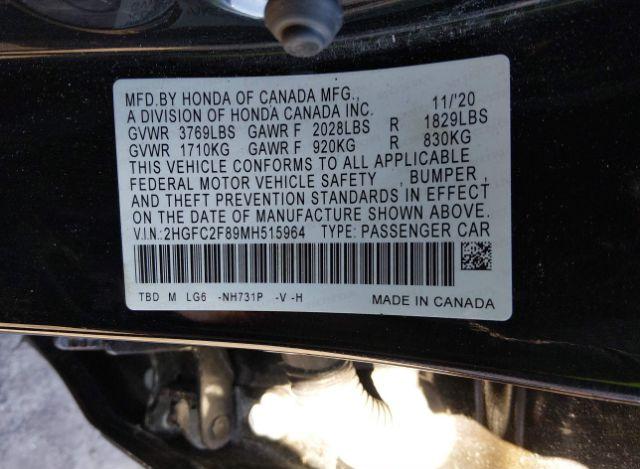 MFD.BY HONDA OF CANADA MFG., 11/'20
A DIVISION OF HONDA CANADA INC.
GVWR 3769LBS GAWR F 2028LBS R 1829LBS
GVWR 1710KG GAWR F 920KG R 830KG
THIS VEHICLE CONFORMS TO ALL APPLICABLE
FEDERAL MOTOR VEHICLE SAFETY , BUMPER ,
AND THEFT PREVENTION STANDARDS IN EFFECT
ON THE DATE OF MANUFACTURE SHOWN ABOVE.
V.I.N:2HGFC2F89MH515964 TYPE: PASSENGER CAR
TBD M LG6 -NH731P -V -H MADE IN CANADA